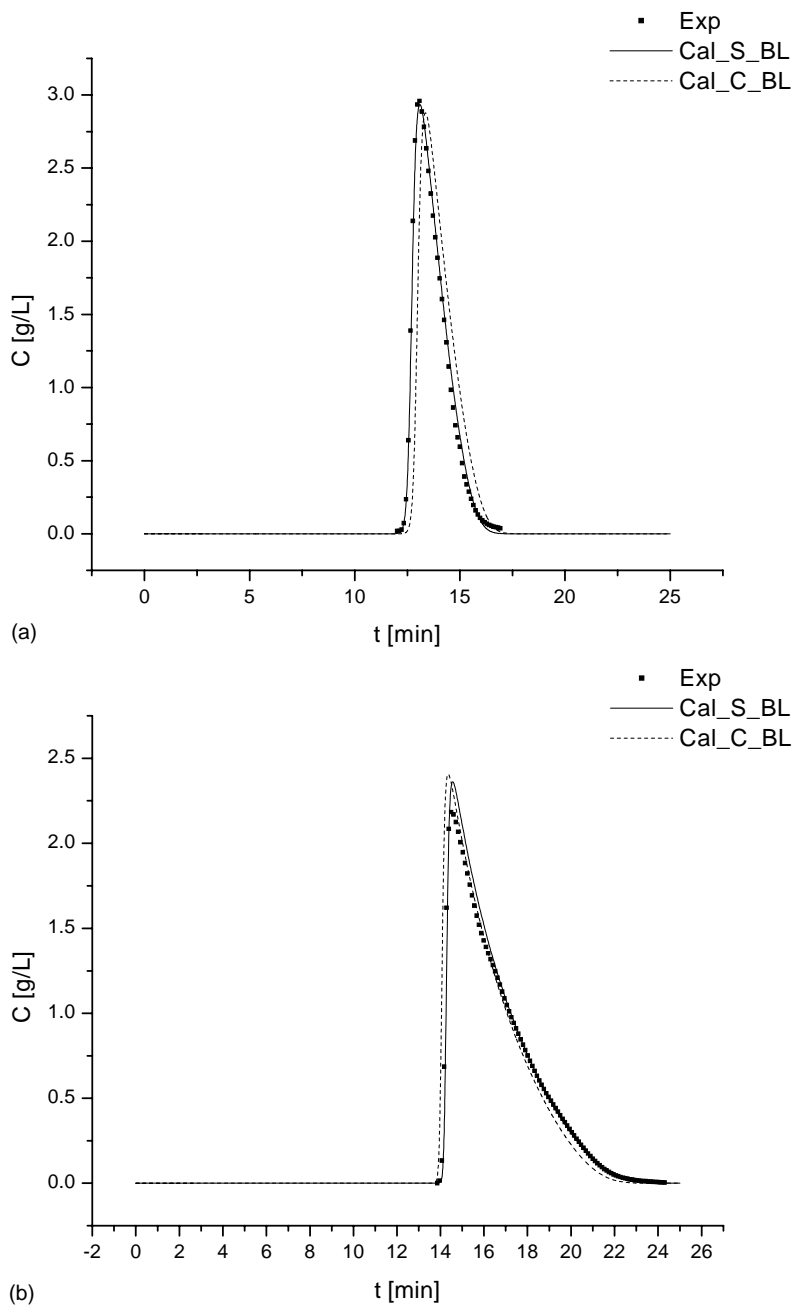 Exp
Cal_S_BL
Cal_C_BL
3.0
2.5
2.0
1.5
1.0
0.5
0.0
C [g/L]
0 5 10 15 20 25
t [min]
(a)
Exp
Cal_S_BL
Cal_C_BL
2.5
2.0
1.5
1.0
0.5
0.0
C [g/L]
-2 0 2 4 6 8 10 12 14 16 18 20 22 24 26
t [min]
(b)